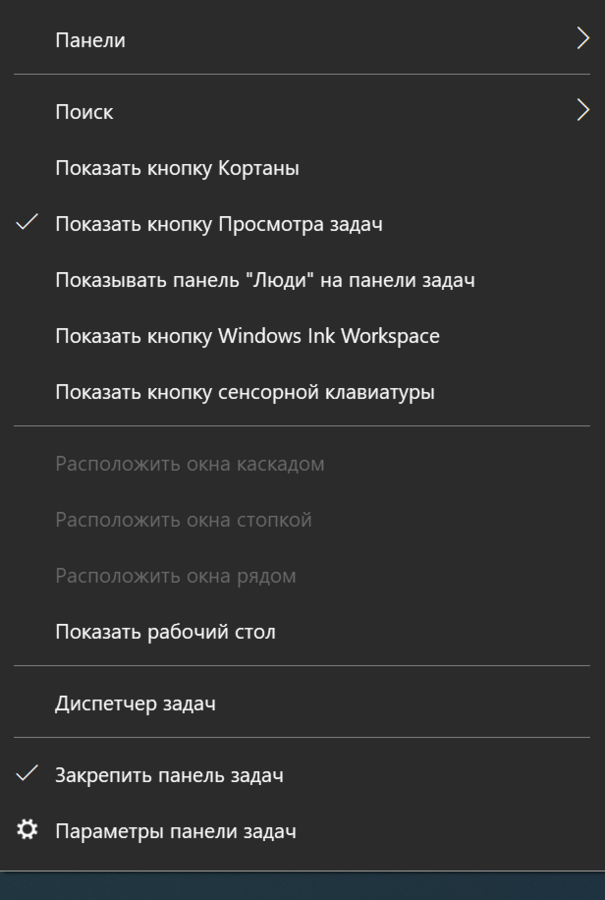 Панели
Поиск
Показать кнопку Кортаны
Показать кнопку Просмотра задач
Показывать панель "Люди" на панели задач
Показать кнопку Windows Ink Workspace
Показать кнопку сенсорной клавиатуры
Расположить окна каскадом
Расположить окна стопкой
Расположить окна рядом
Показать рабочий стол
Диспетчер задач
Закрепить панель задач
Параметры панели задач